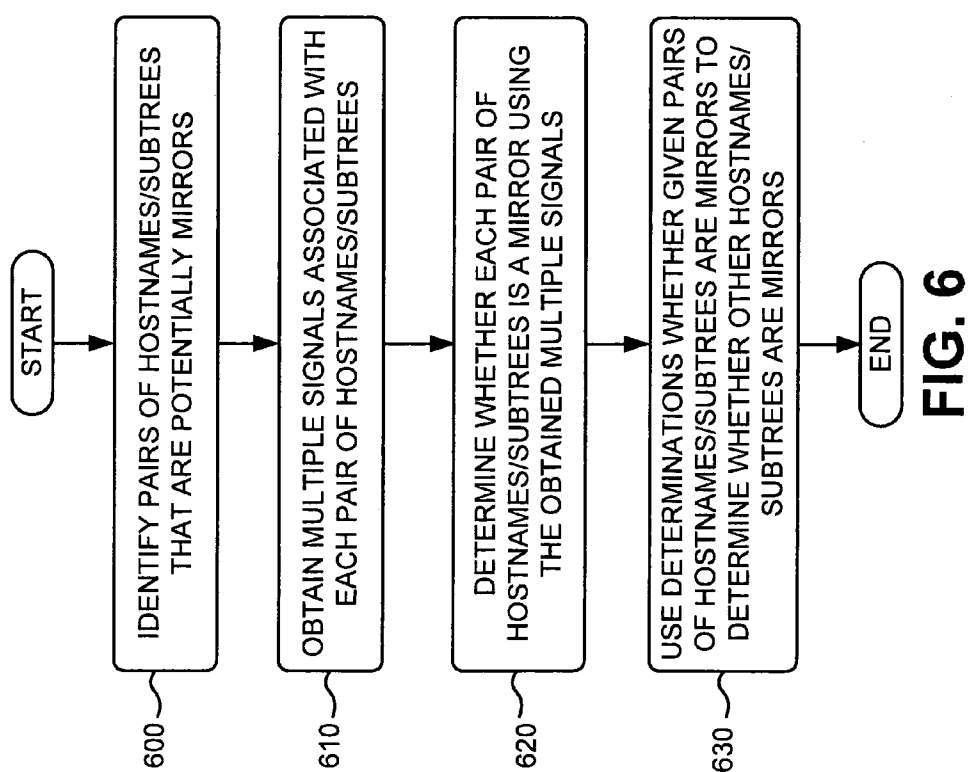 START
600
IDENTIFY PAIRS OF HOSTNAMES/SUBTREES
THAT ARE POTENTIALLY MIRRORS
610
OBTAIN MULTIPLE SIGNALS ASSOCIATED WITH
EACH PAIR OF HOSTNAMES/SUBTREES
620
DETERMINE WHETHER EACH PAIR OF
HOSTNAMES/SUBTREES IS A MIRROR USING
THE OBTAINED MULTIPLE SIGNALS
630
USE DETERMINATIONS WHETHER GIVEN PAIRS
OF HOSTNAMES/SUBTREES ARE MIRRORS TO
DETERMINE WHETHER OTHER HOSTNAMES/
SUBTREES ARE MIRRORS
END
FIG. 6